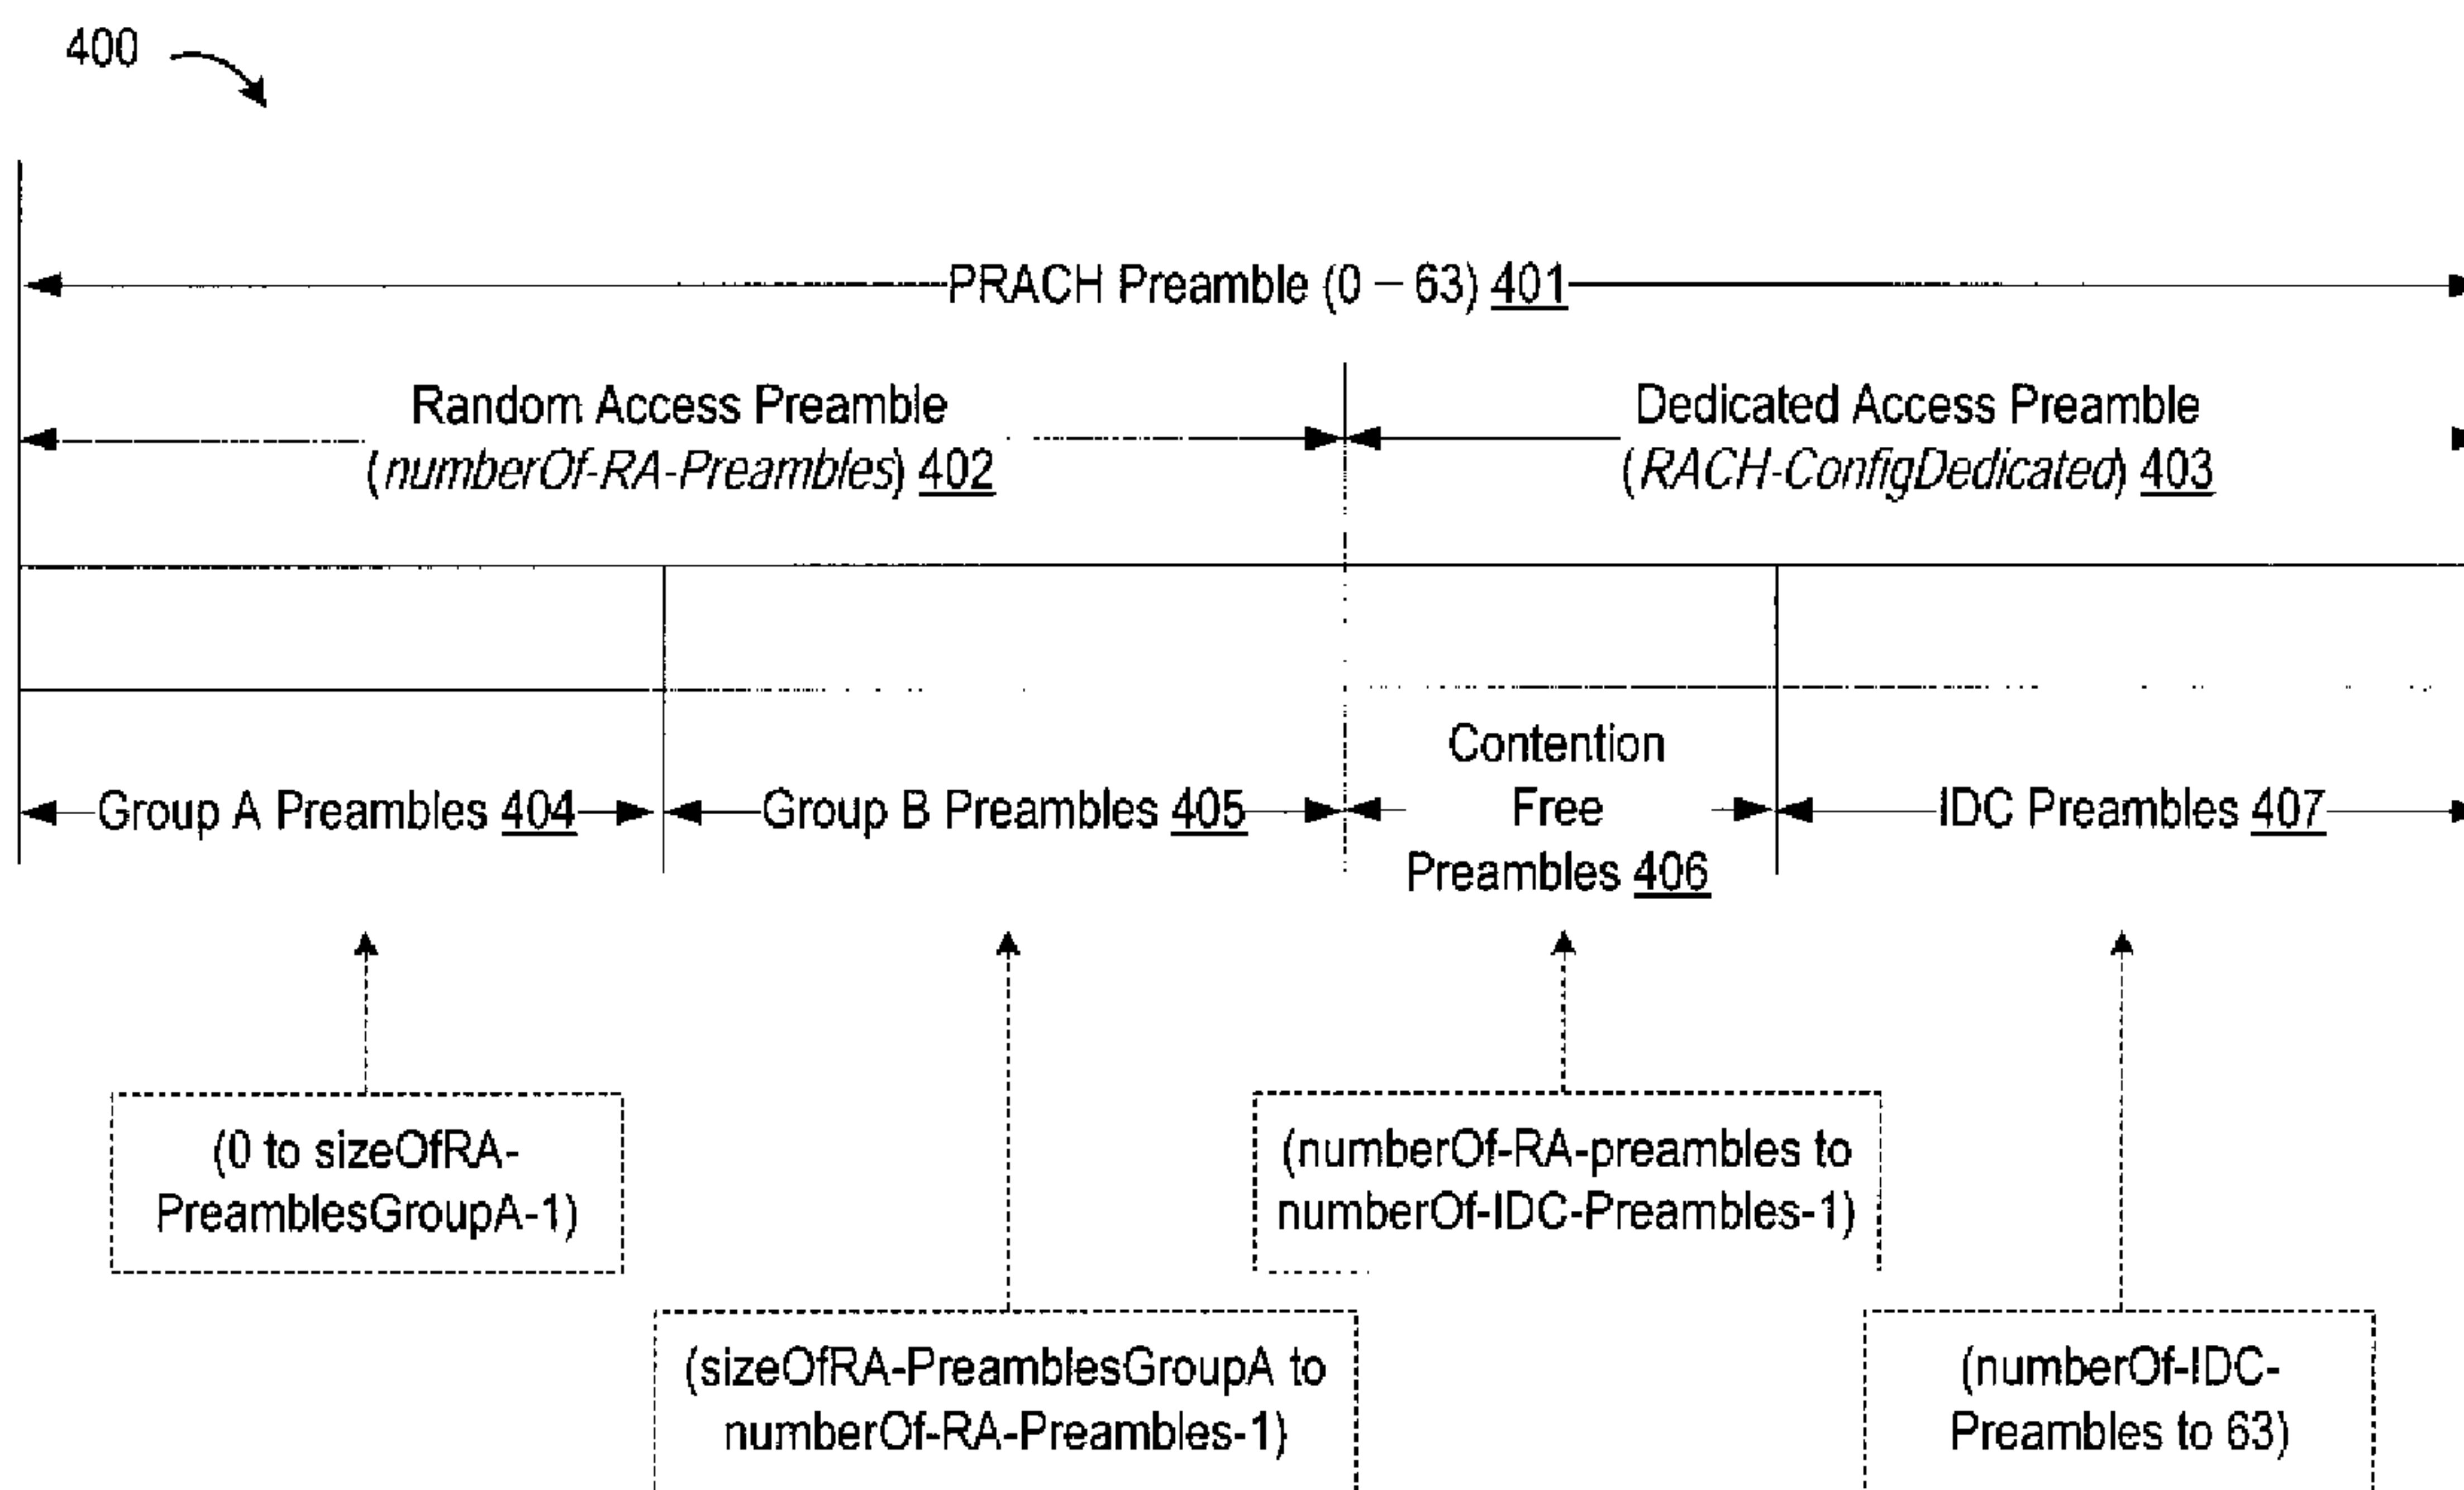 400
PRACH Preamble (0 – 63) 401
Random Access Preamble
(numberOf-RA-Preambles) 402
Dedicated Access Preamble
(RACH-ConfigDedicated) 403
Group A Preambles 404
Group B Preambles 405
Contention
Free
Preambles 406
IDC Preambles 407
(0 to sizeOfRA-
PreamblesGroupA-1)
(sizeOfRA-PreamblesGroupA to
numberOf-RA-Preambles-1)
(numberOf-RA-preambles to
numberOf-IDC-Preambles-1)
(numberOf-IDC-
Preambles to 63)